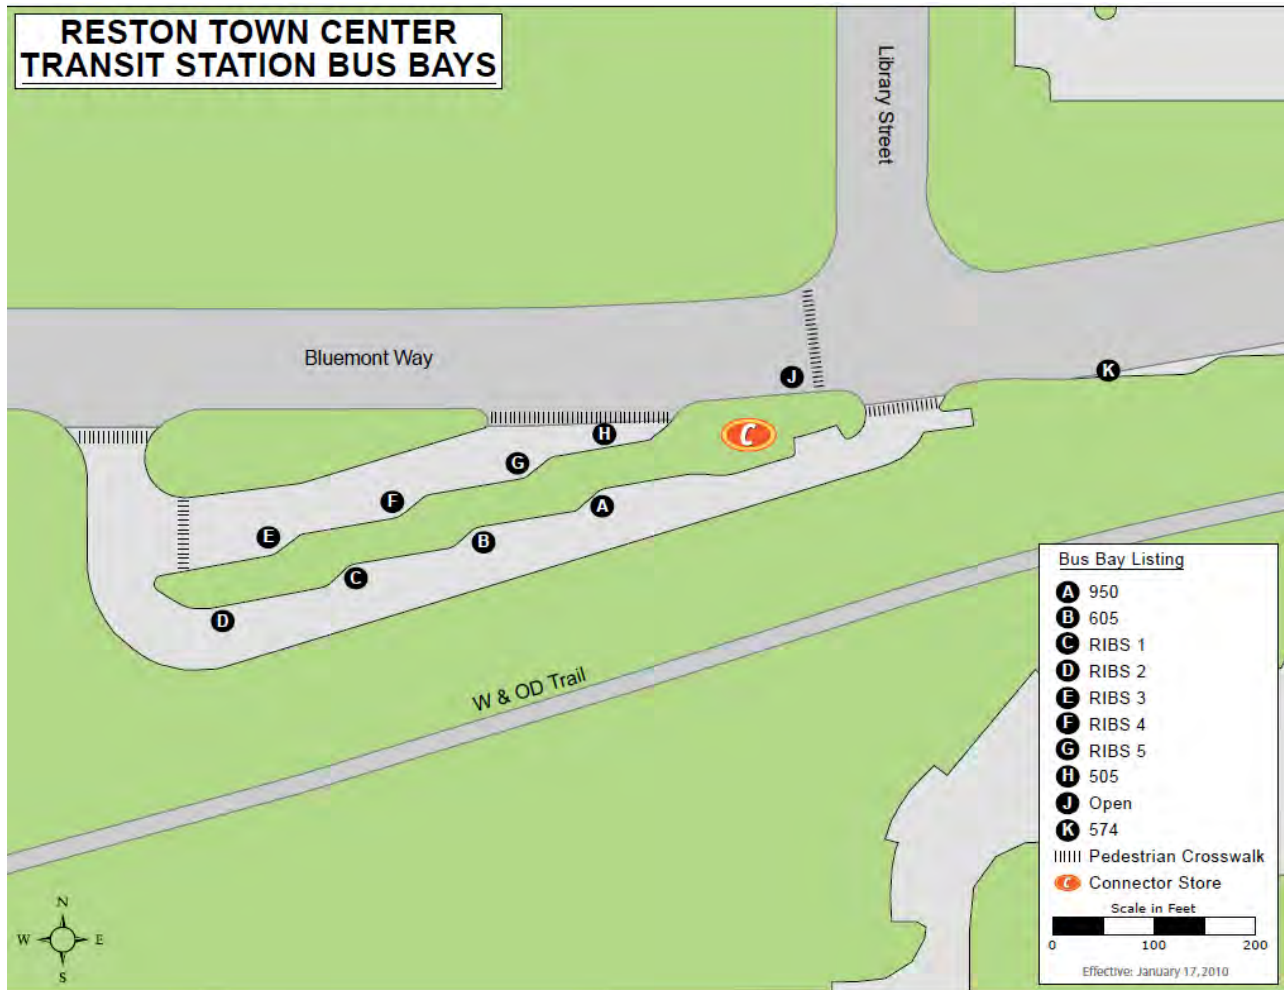 RESTON TOWN CENTER
TRANSIT STATION BUS BAYS
Library Street
Bluemont Way
J
K
C
H
G
F
A
E
B
C
D
W & OD Trail
Bus Bay Listing
A 950
B 605
C RIBS 1
D RIBS 2
E RIBS 3
F RIBS 4
G RIBS 5
H 505
J Open
K 574
Pedestrian Crosswalk
C Connector Store
Scale in Feet
0 100 200
Effective: January 17, 2010
N
W E
S